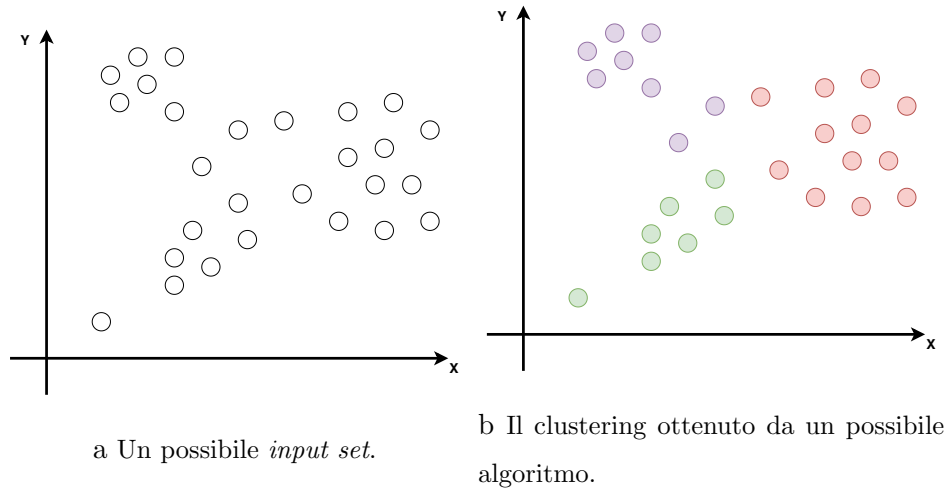 Y
X
a Un possibile input set.
Y
X
b Il clustering ottenuto da un possibile
algoritmo.